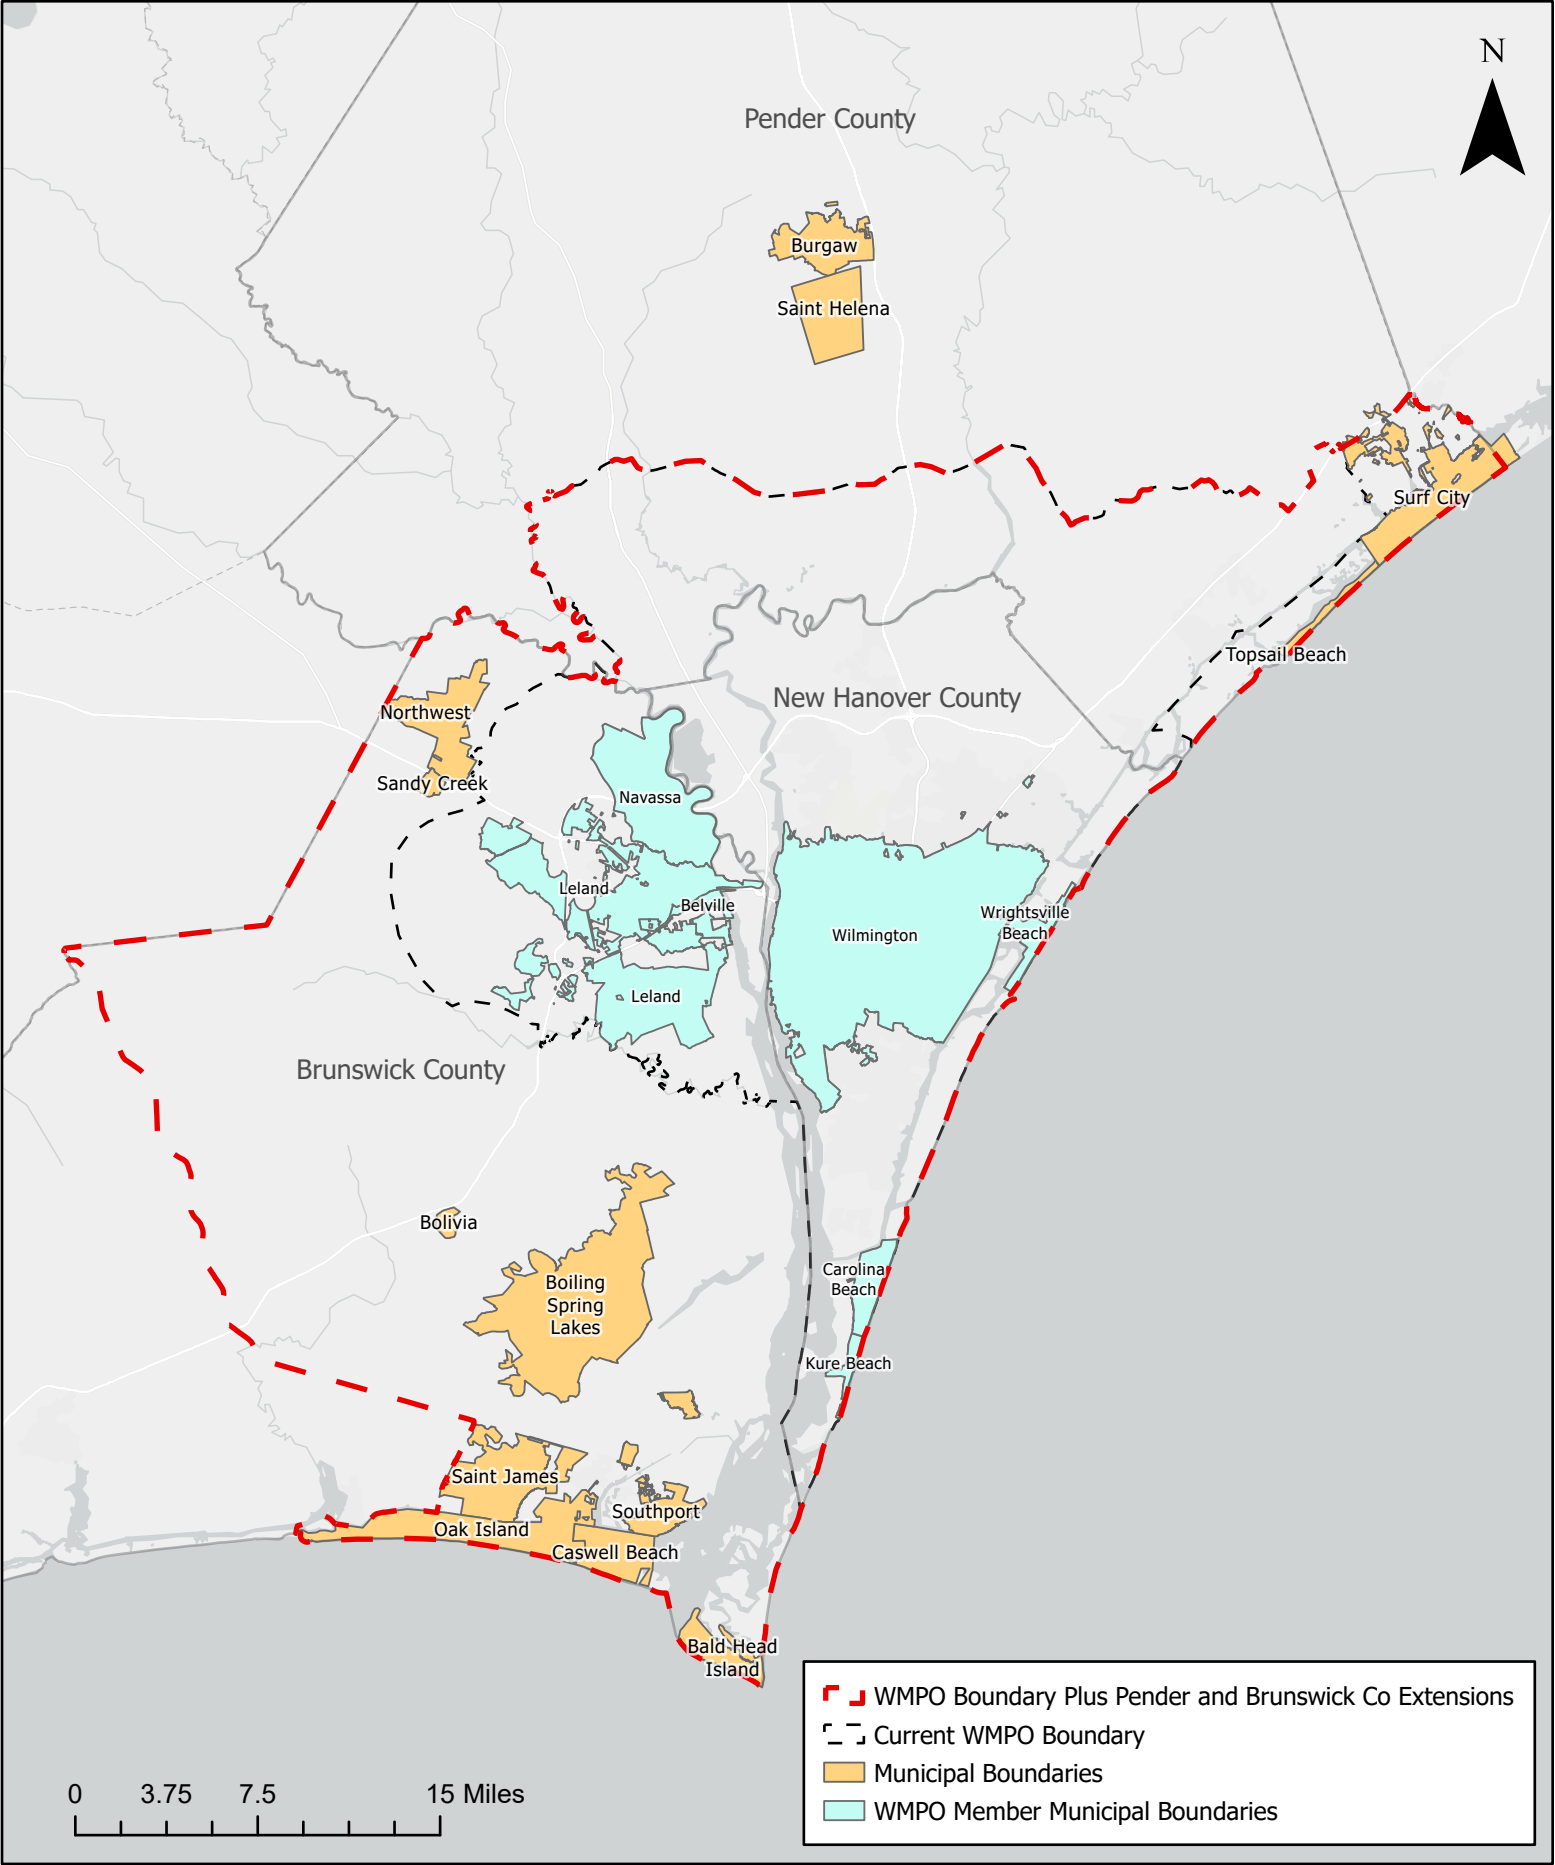 N
Pender County
Burgaw
Saint Helena
Surf City
Topsail Beach
New Hanover County
Northwest
Sandy Creek
Navassa
Leland
Belville
Wrightsville
Beach
Wilmington
Leland
Brunswick County
Bolivia
Boiling
Spring
Lakes
Carolina
Beach
Kure Beach
Saint James
Southport
Oak Island
Caswell Beach
Bald Head
Island
WMPO Boundary Plus Pender and Brunswick Co Extensions
Current WMPO Boundary
Municipal Boundaries
WMPO Member Municipal Boundaries
0 3.75 7.5 15 Miles